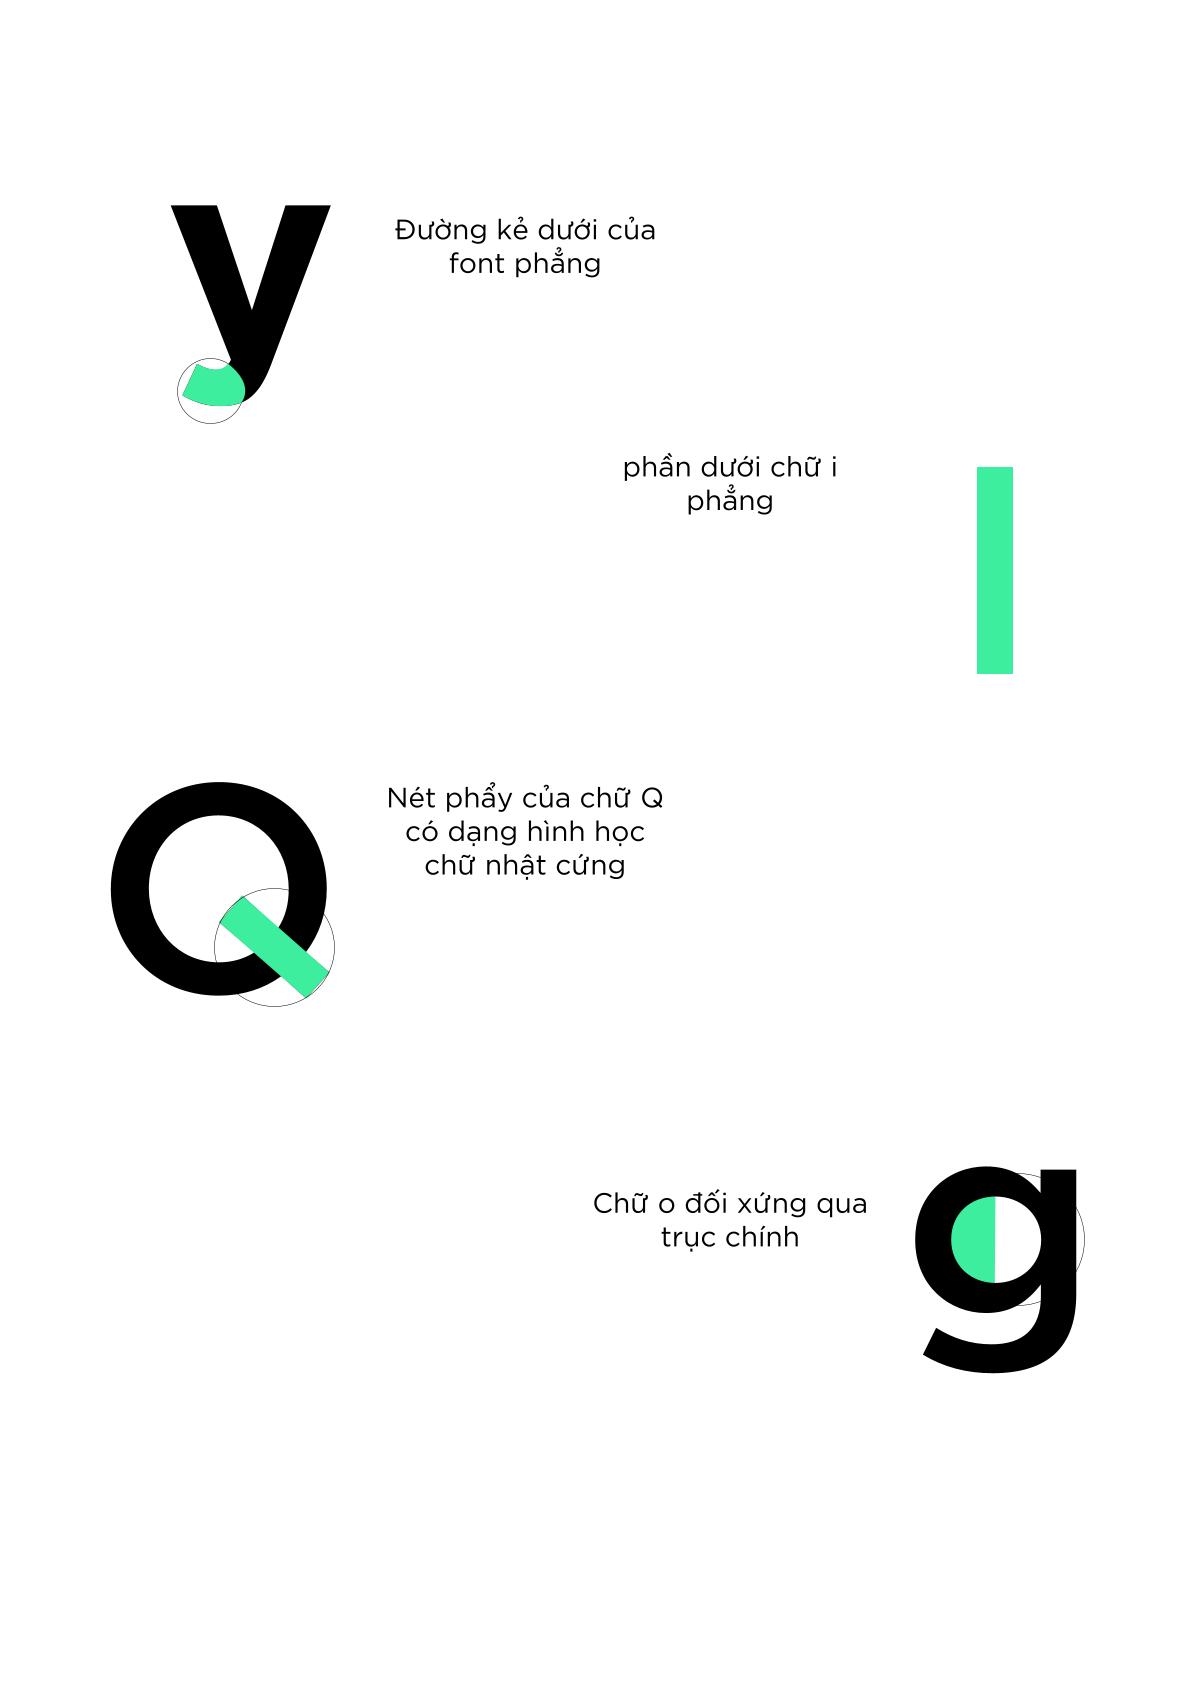 y
Đường kẻ dưới của
font phẳng
phần dưới chữ i
phẳng
l
Q
Nét phẩy của chữ Q
có dạng hình học
chữ nhật cứng
Chữ o đối xứng qua
trục chính
g